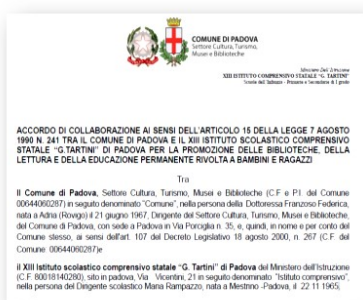 COMUNE DI PADOVA
Settore Cultura, Turismo,
Musei e Biblioteche
Ministero Dell'Istruzione
XIII ISTITUTO COMPRENSIVO STATALE "G. TARTINI"
Scuola dell'Infanzia - Primaria e Secondaria di I grado
ACCORDO DI COLLABORAZIONE AI SENSI DELL'ARTICOLO 15 DELLA LEGGE 7 AGOSTO
1990 N. 241 TRA IL COMUNE DI PADOVA E IL XIII ISTITUTO SCOLASTICO COMPRENSIVO
STATALE "G.TARTINI" DI PADOVA PER LA PROMOZIONE DELLE BIBLIOTECHE, DELLA
LETTURA E DELLA EDUCAZIONE PERMANENTE RIVOLTA A BAMBINI E RAGAZZI
Tra
Il Comune di Padova, Settore Cultura, Turismo, Musei e Biblioteche (C.F e P.I. del Comune
00644060287) in seguito denominato "Comune", nella persona della Dottoressa Franzoso Federica,
nata a Adria (Rovigo) il 21 giugno 1967, Dirigente del Settore Cultura, Turismo, Musei e Biblioteche,
del Comune di Padova, con sede a Padova in Via Porciglia n. 35, e, quindi, in nome e per conto del
Comune stesso, ai sensi dell'art. 107 del Decreto Legislativo 18 agosto 2000, n. 267 (C.F. del
Comune: 00644060287)e
il XIII Istituto scolastico comprensivo statale "G. Tartini" di Padova del Ministero dell'Istruzione
(C.F. 80018140280), sito in padova, Via Vicentini, 21 in seguito denominato "Istituto comprensivo",
nella persona del Dirigente scolastico Maria Rampazzo, nata a Mestrino -Padova, il 22 11 1965,